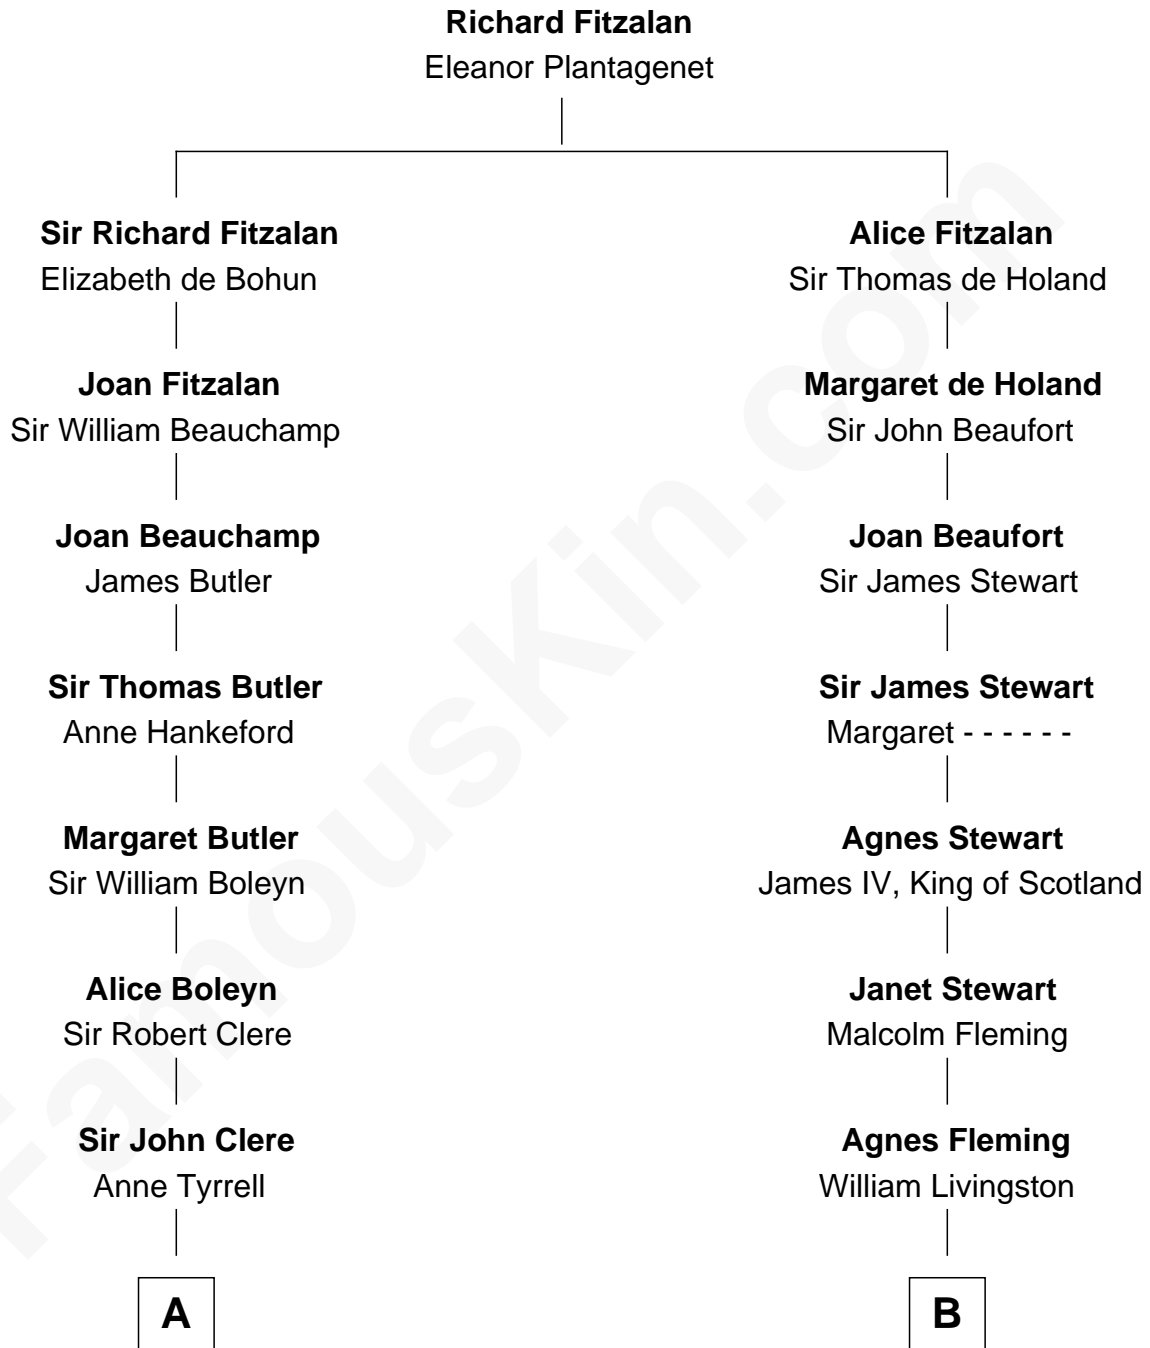 Richard Fitzalan
Eleanor Plantagenet
Sir Richard Fitzalan
Elizabeth de Bohun
Alice Fitzalan
Sir Thomas de Holand
Joan Fitzalan
Sir William Beauchamp
Margaret de Holand
Sir John Beaufort
Joan Beauchamp
James Butler
Joan Beaufort
Sir James Stewart
Sir Thomas Butler
Anne Hankeford
Sir James Stewart
Margaret - - - - - -
Margaret Butler
Sir William Boleyn
Agnes Stewart
James IV, King of Scotland
Alice Boleyn
Sir Robert Clere
Janet Stewart
Malcolm Fleming
Sir John Clere
Anne Tyrrell
Agnes Fleming
William Livingston
A
B
FamousKin.com